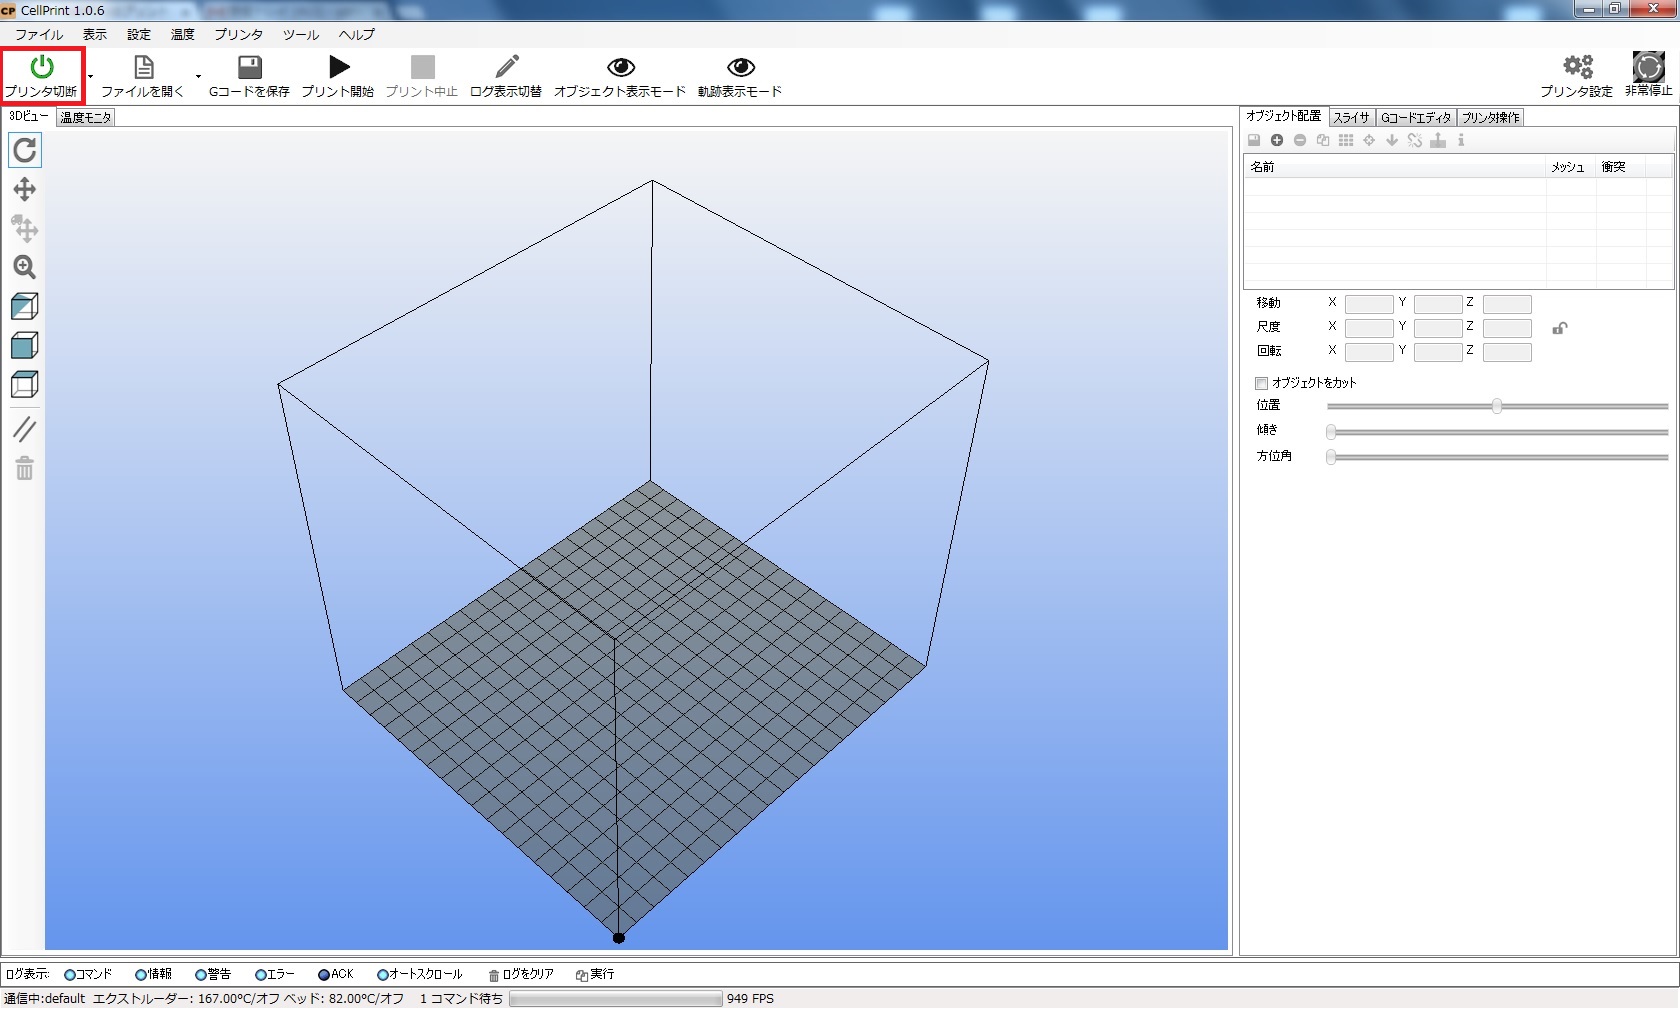 CP CellPrint 1.0.6
ファイル 表示 設定 温度 プリンタ ツール ヘルプ
プリンタ切断 ファイルを開く Gコードを保存 プリント開始 プリント中止 ログ表示切替 オブジェクト表示モード 軌跡表示モード プリンタ設定 非常停止
3Dビュー 温度モニタ
オブジェクト配置 スライサ Gコードエディタ プリンタ操作
名前 メッシュ 衝突
移動 X Y Z
尺度 X Y Z
回転 X Y Z
オブジェクトをカット
位置
傾き
方位角
ログ表示: コマンド 情報 警告 エラー ACK オートスクロール ログをクリア 実行
通信中:default エクストルーダー: 167.00°C/オフ ベッド: 82.00°C/オフ 1 コマンド待ち 949 FPS